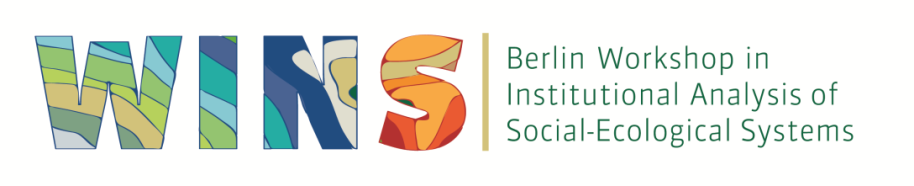 WINS
Berlin Workshop in
Institutional Analysis of
Social-Ecological Systems